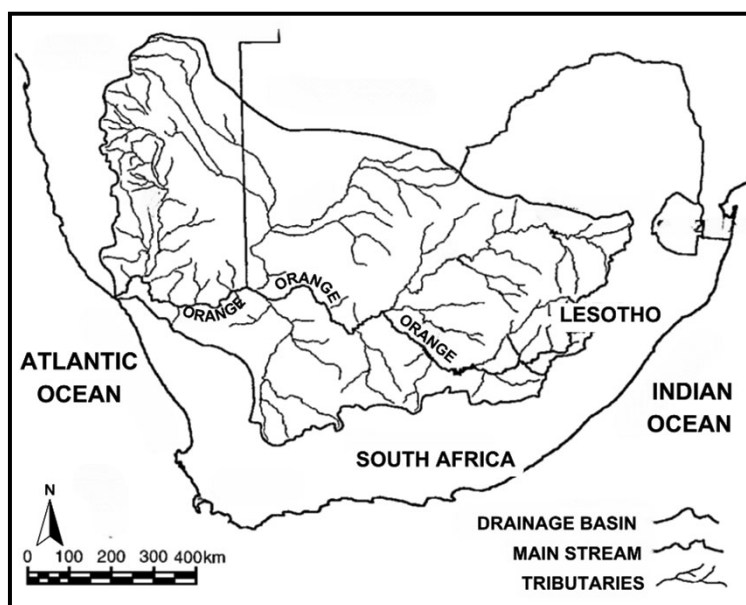 ORANGE
ORANGE
ORANGE
LESOTHO
ATLANTIC
OCEAN
INDIAN
OCEAN
SOUTH AFRICA
N
DRAINAGE BASIN
MAIN STREAM
TRIBUTARIES
0 100 200 300 400km